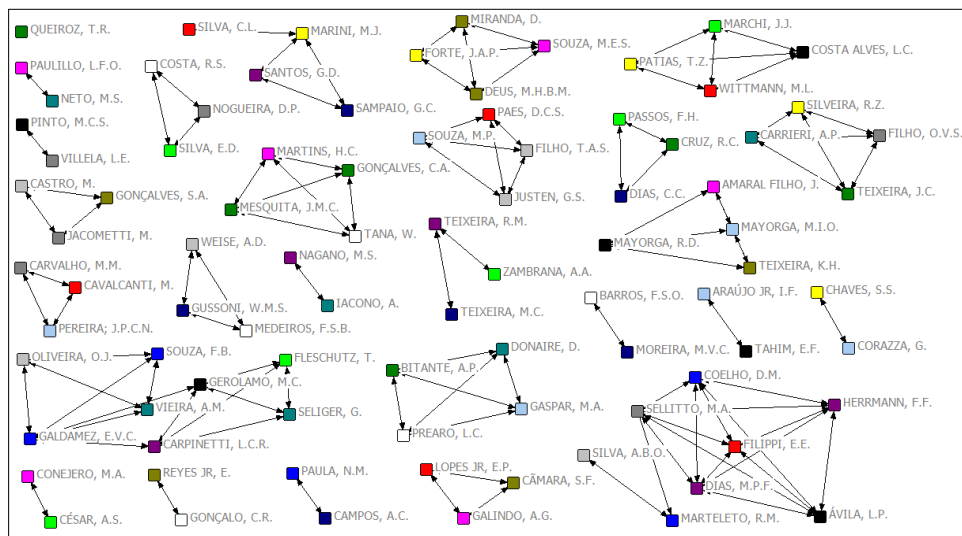 QUEIROZ, T.R.
SILVA, C.L.
MARINI, M.J.
MIRANDA, D.
MARCHI, J.J.
FORTE, J.A.P.
SOUZA, M.E.S.
COSTA ALVES, L.C.
PAULILLO, L.F.O.
COSTA, R.S.
SANTOS, G.D.
PATIAS, T.Z.
NETO, M.S.
DEUS, M.H.B.M.
WITTMANN, M.L.
NOGUEIRA, D.P.
SAMPAIO, G.C.
PAES, D.C.S.
SILVEIRA, R.Z.
PINTO, M.C.S.
PASSOS, F.H.
SOUZA, M.P.
CARRIERI, A.P.
FILHO, O.V.S.
VILLELA, L.E.
SILVA, E.D.
MARTINS, H.C.
FILHO, T.A.S.
CRUZ, R.C.
GONÇALVES, C.A.
CASTRO, M.
GONÇALVES, S.A.
JUSTEN, G.S.
DIAS, C.C.
AMARAL FILHO, J.
TEIXEIRA, J.C.
MESQUITA, J.M.C.
TEIXEIRA, R.M.
MAYORGA, M.I.O.
JACOMETTI, M.
WEISE, A.D.
TANA, W.
MAYORGA, R.D.
NAGANO, M.S.
CARVALHO, M.M.
ZAMBRANA, A.A.
TEIXEIRA, K.H.
CAVALCANTI, M.
BARROS, F.S.O.
ARAÚJO JR, I.F.
CHAVES, S.S.
GUSSONI, W.M.S.
IACONO, A.
TEIXEIRA, M.C.
PEREIRA; J.P.C.N.
MEDEIROS, F.S.B.
MOREIRA, M.V.C.
TAHIM, E.F.
CORAZZA, G.
OLIVEIRA, O.J.
SOUZA, F.B.
FLESCHUTZ, T.
DONAIRE, D.
GEROLAMO, M.C.
BITANTE, A.P.
COELHO, D.M.
VIEIRA, A.M.
SELIGER, G.
GASPAR, M.A.
SELLITTO, M.A.
HERRMANN, F.F.
GALDAMEZ, E.V.C.
CARPINETTI, L.C.R.
PREARO, L.C.
FILIPPI, E.E.
SILVA, A.B.O.
CONEJERO, M.A.
REYES JR, E.
PAULA, N.M.
LOPES JR, E.P.
CÃMARA, S.F.
DIAS, M.P.F.
CÉSAR, A.S.
GONÇALO, C.R.
CAMPOS, A.C.
GALINDO, A.G.
MARTELETO, R.M.
ÁVILA, L.P.